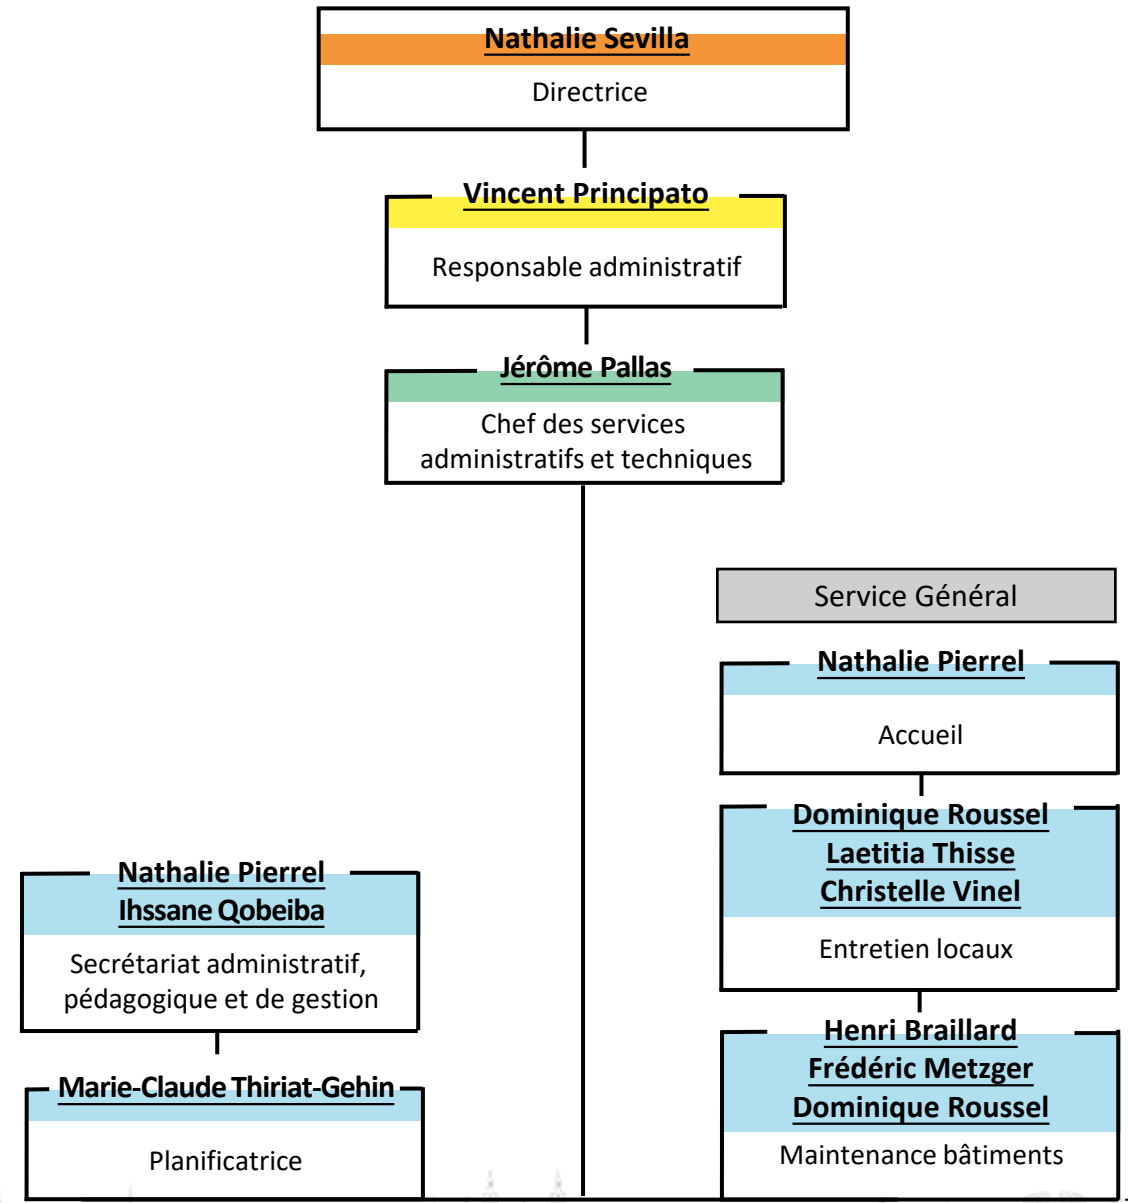 Nathalie Sevilla
Directrice
Vincent Principato
Responsable administratif
Jérôme Pallas
Chef des services
administratifs et techniques
Service Général
Nathalie Pierrel
Accueil
Dominique Roussel
Laetitia Thisse
Christelle Vinel
Entretien locaux
Nathalie Pierrel
Ihssane Qobeiba
Secrétariat administratif,
pédagogique et de gestion
Henri Braillard
Frédéric Metzger
Dominique Roussel
Maintenance bâtiments
Marie-Claude Thiriat-Gehin
Planificatrice